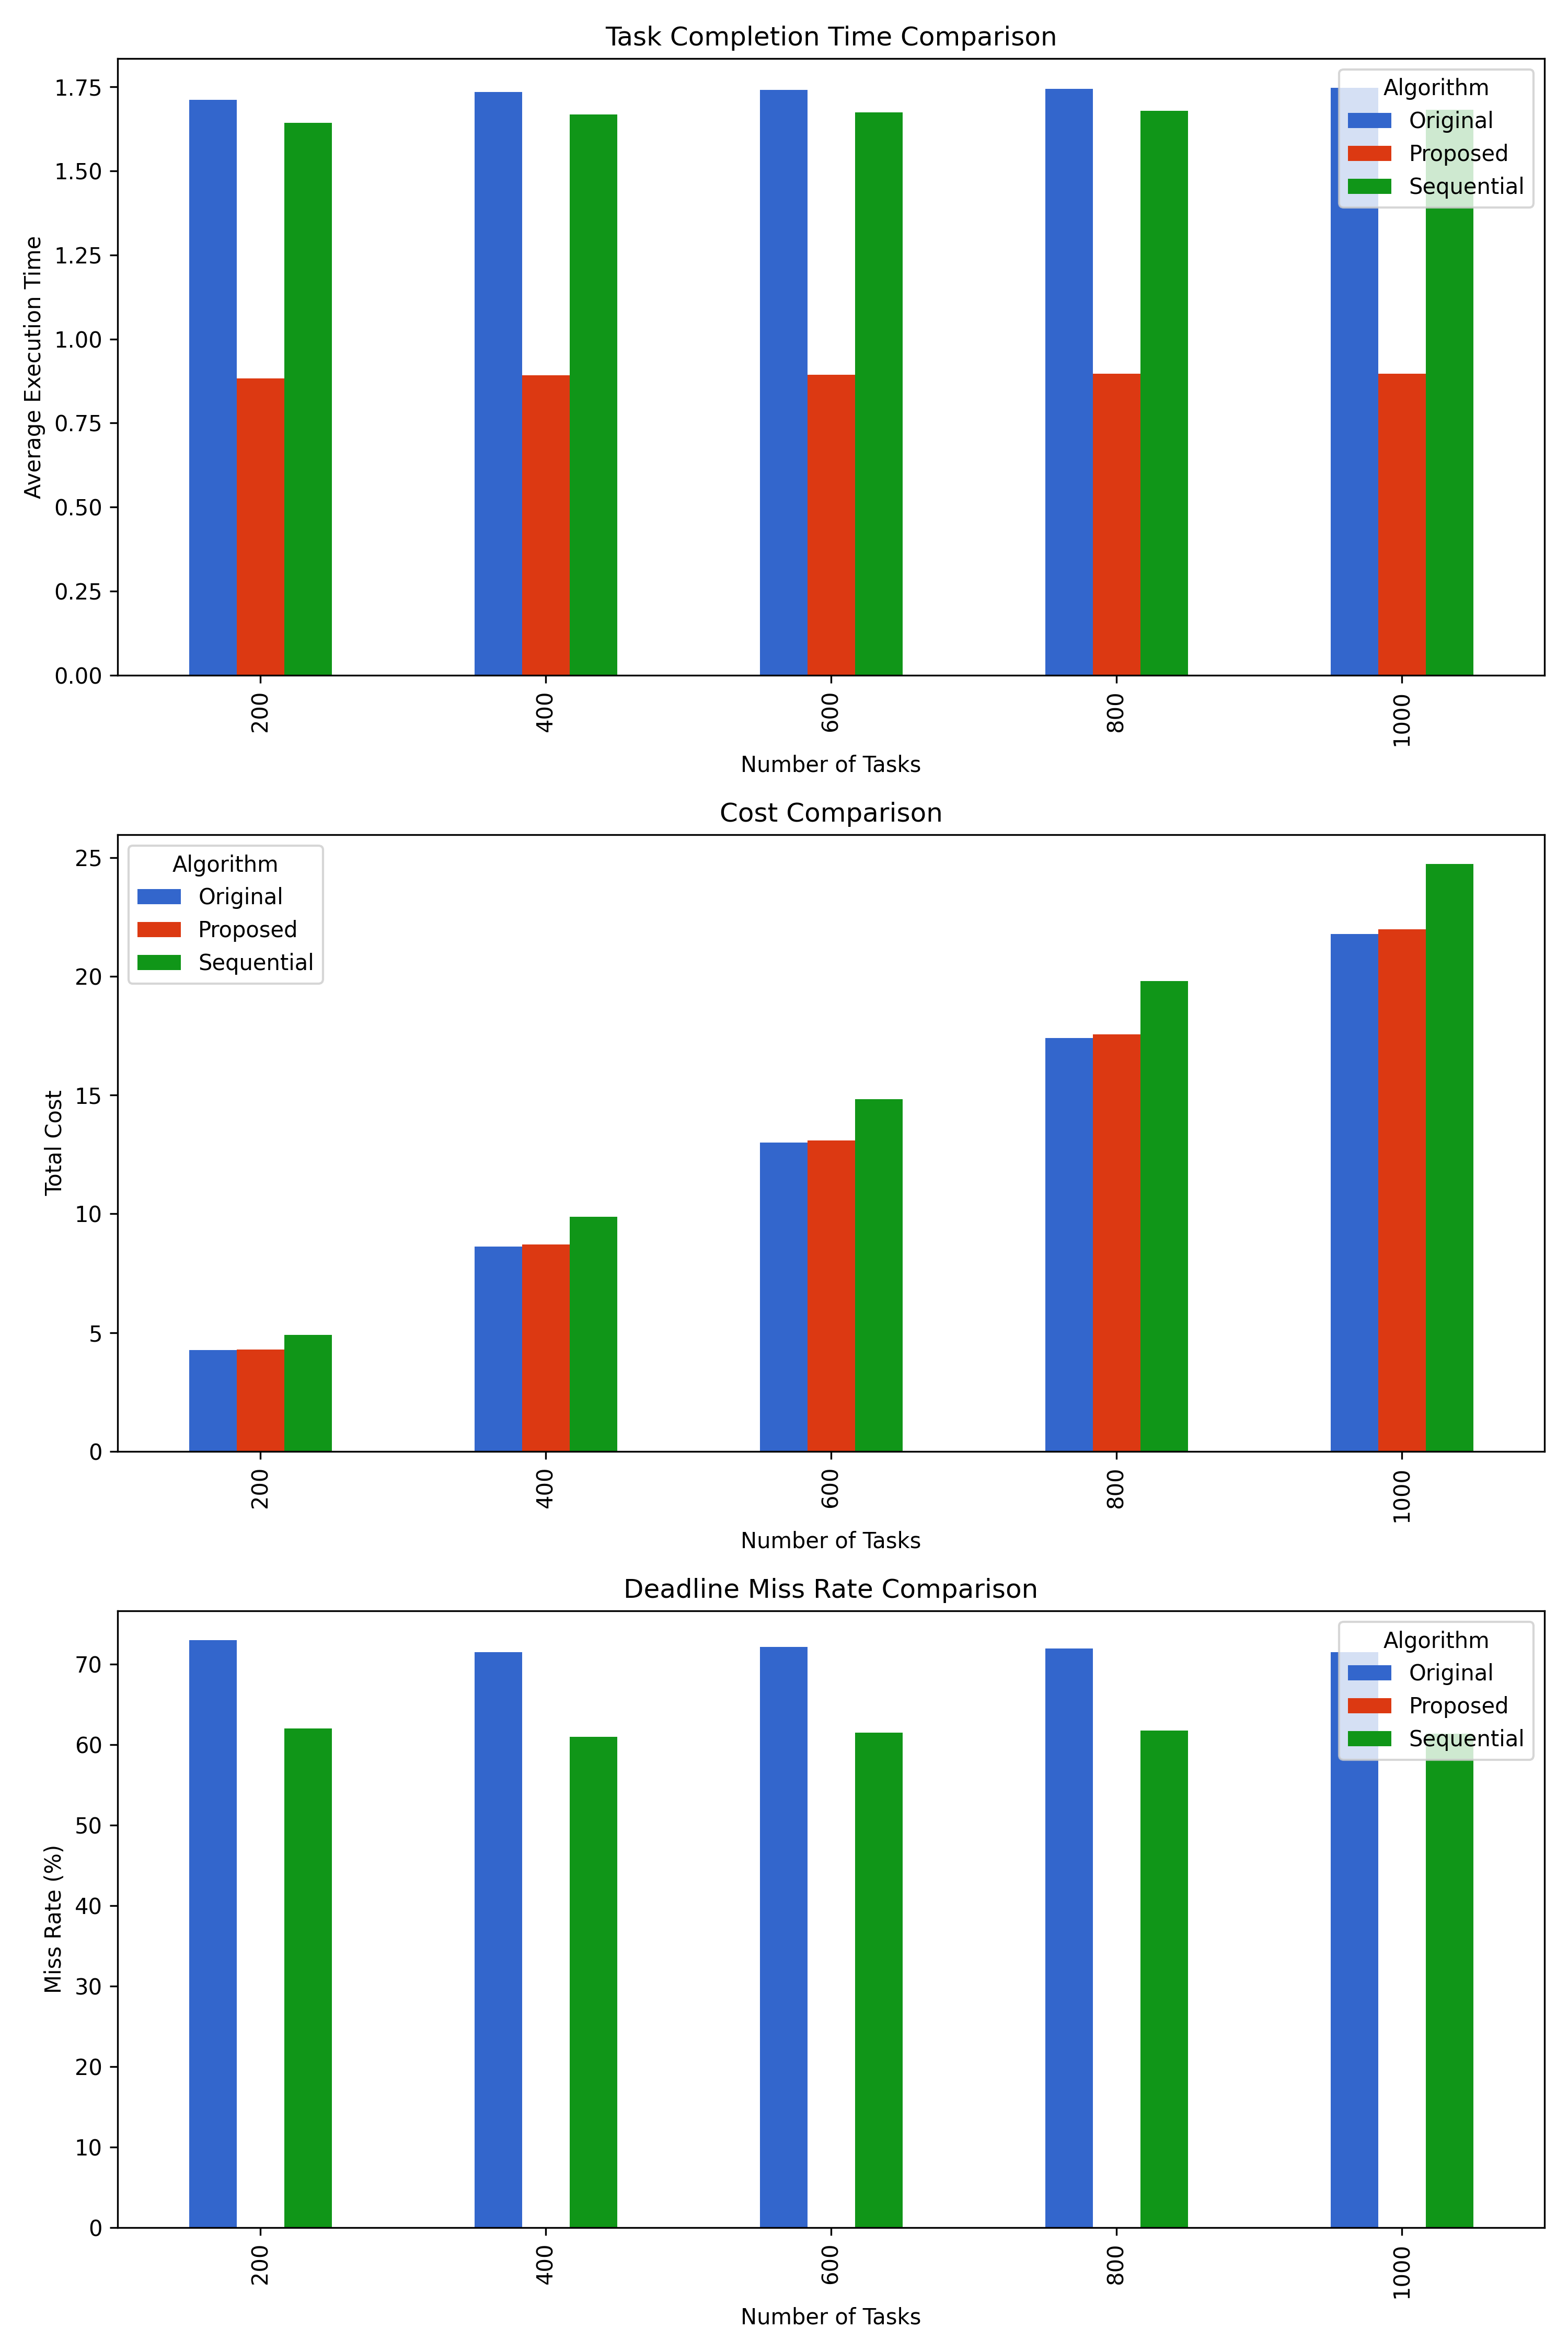 Task Completion Time Comparison
Algorithm
Original
Proposed
Sequential
Average Execution Time
1.75
1.50
1.25
1.00
0.75
0.50
0.25
0.00
200
400
600
800
1000
Number of Tasks
Cost Comparison
Algorithm
Original
Proposed
Sequential
Total Cost
25
20
15
10
5
0
200
400
600
800
1000
Number of Tasks
Deadline Miss Rate Comparison
Algorithm
Original
Proposed
Sequential
Miss Rate (%)
70
60
50
40
30
20
10
0
200
400
600
800
1000
Number of Tasks